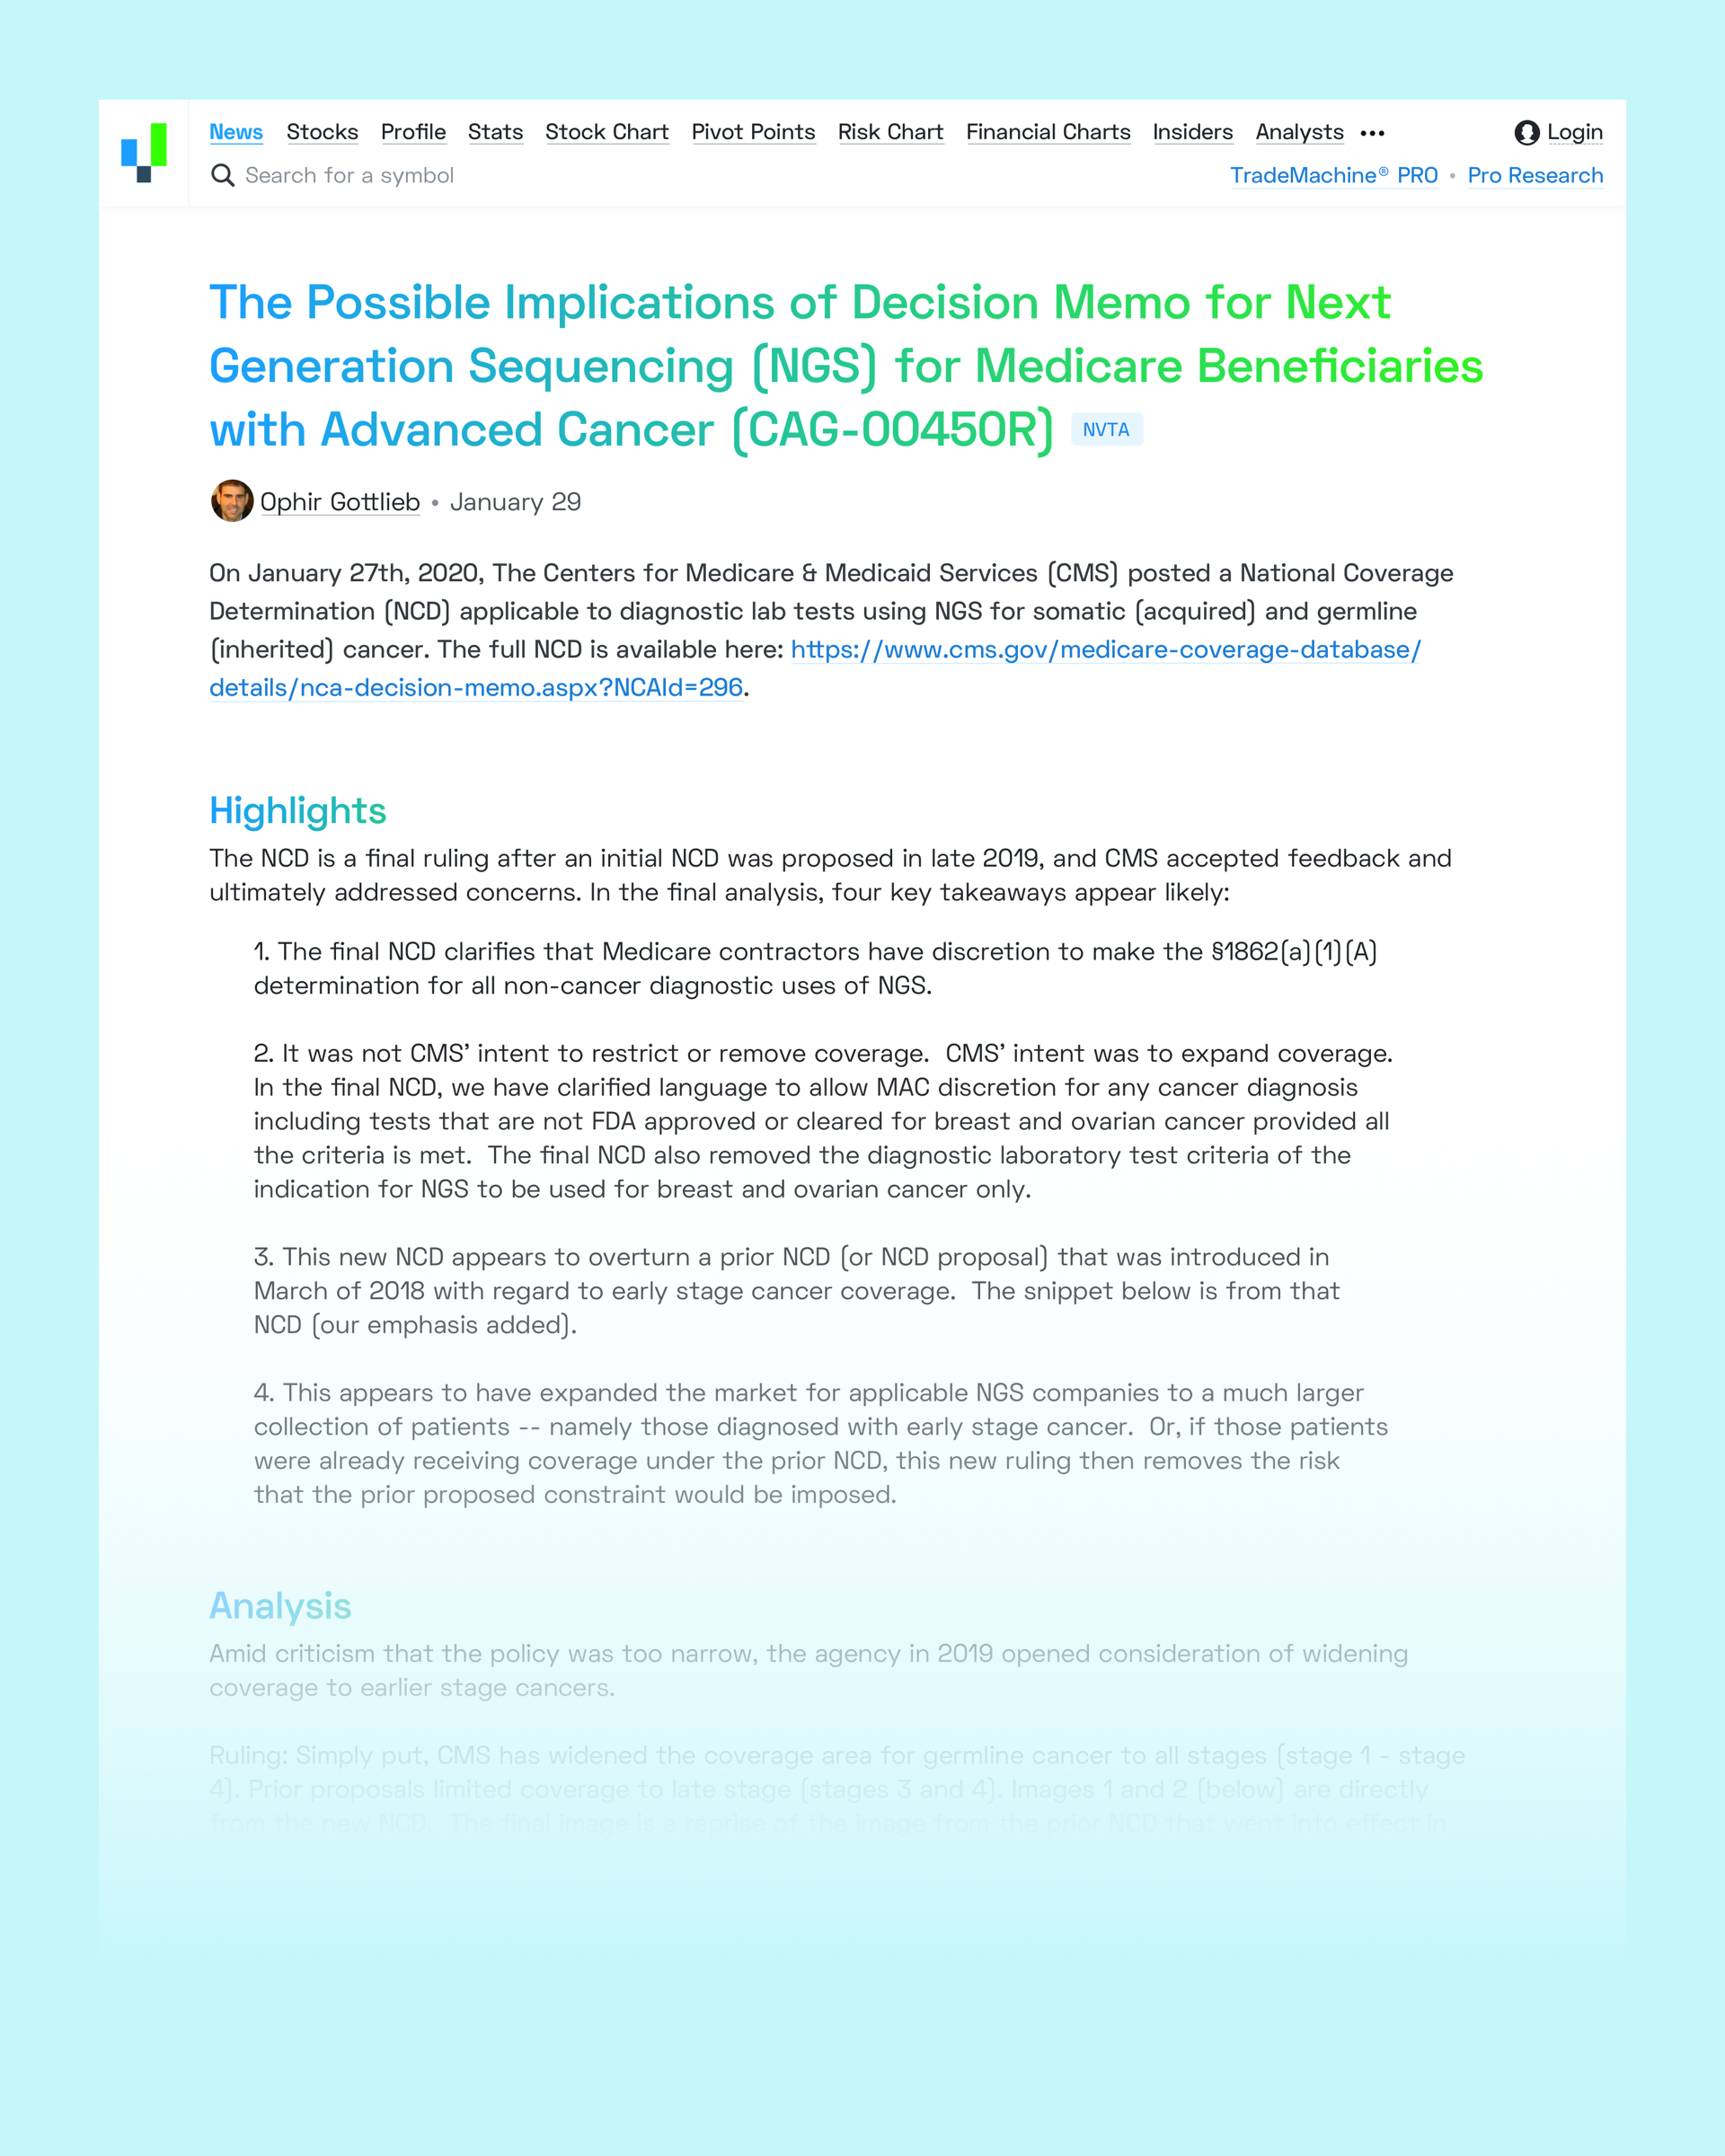 News Stocks Profile Stats Stock Chart Pivot Points Risk Chart Financial Charts Insiders Analysts ••• Login
Search for a symbol TradeMachine® PRO • Pro Research
The Possible Implications of Decision Memo for Next
Generation Sequencing (NGS) for Medicare Beneficiaries
with Advanced Cancer (CAG-00450R) NVTA
Ophir Gottlieb • January 29
On January 27th, 2020, The Centers for Medicare & Medicaid Services (CMS) posted a National Coverage
Determination (NCD) applicable to diagnostic lab tests using NGS for somatic (acquired) and germline
(inherited) cancer. The full NCD is available here: https://www.cms.gov/medicare-coverage-database/
details/nca-decision-memo.aspx?NCAId=296.
Highlights
The NCD is a final ruling after an initial NCD was proposed in late 2019, and CMS accepted feedback and
ultimately addressed concerns. In the final analysis, four key takeaways appear likely:
1. The final NCD clarifies that Medicare contractors have discretion to make the §1862(a)(1)(A)
determination for all non-cancer diagnostic uses of NGS.
2. It was not CMS’ intent to restrict or remove coverage.  CMS’ intent was to expand coverage.
In the final NCD, we have clarified language to allow MAC discretion for any cancer diagnosis
including tests that are not FDA approved or cleared for breast and ovarian cancer provided all
the criteria is met.  The final NCD also removed the diagnostic laboratory test criteria of the
indication for NGS to be used for breast and ovarian cancer only.
3. This new NCD appears to overturn a prior NCD (or NCD proposal) that was introduced in
March of 2018 with regard to early stage cancer coverage.  The snippet below is from that
NCD (our emphasis added).
4. This appears to have expanded the market for applicable NGS companies to a much larger
collection of patients -- namely those diagnosed with early stage cancer.  Or, if those patients
were already receiving coverage under the prior NCD, this new ruling then removes the risk
that the prior proposed constraint would be imposed.
Analysis
Amid criticism that the policy was too narrow, the agency in 2019 opened consideration of widening
coverage to earlier stage cancers.
Ruling: Simply put, CMS has widened the coverage area for germline cancer to all stages (stage 1 - stage
4). Prior proposals limited coverage to late stage (stages 3 and 4). Images 1 and 2 (below) are directly
from the new NCD.  The final image is a reprise of the image from the prior NCD that went into effect in